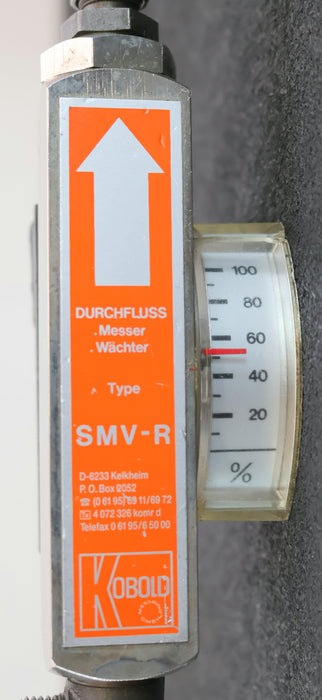 DURCHFLUSS
.Messer
.Wächter
Type
SMV-R
D-6233 Kelkheim
P.O. Box 2052
☎ (0 61 95) 69 11/69 72
4 072 326 komr d
Telefax 0 61 95/6 50 00
KOBOLD
100
80
60
40
20
%